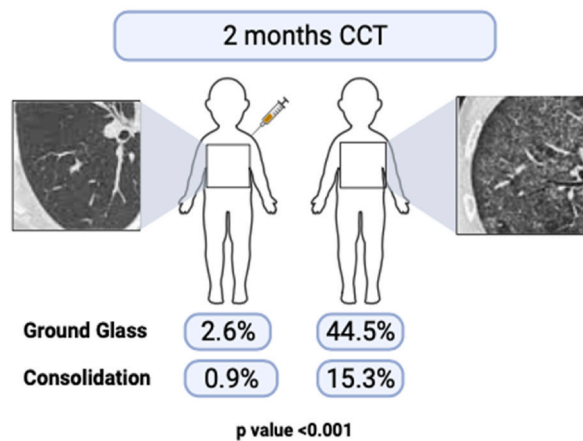 2 months CCT
Ground Glass 2.6% 44.5%
Consolidation 0.9% 15.3%
p value <0.001